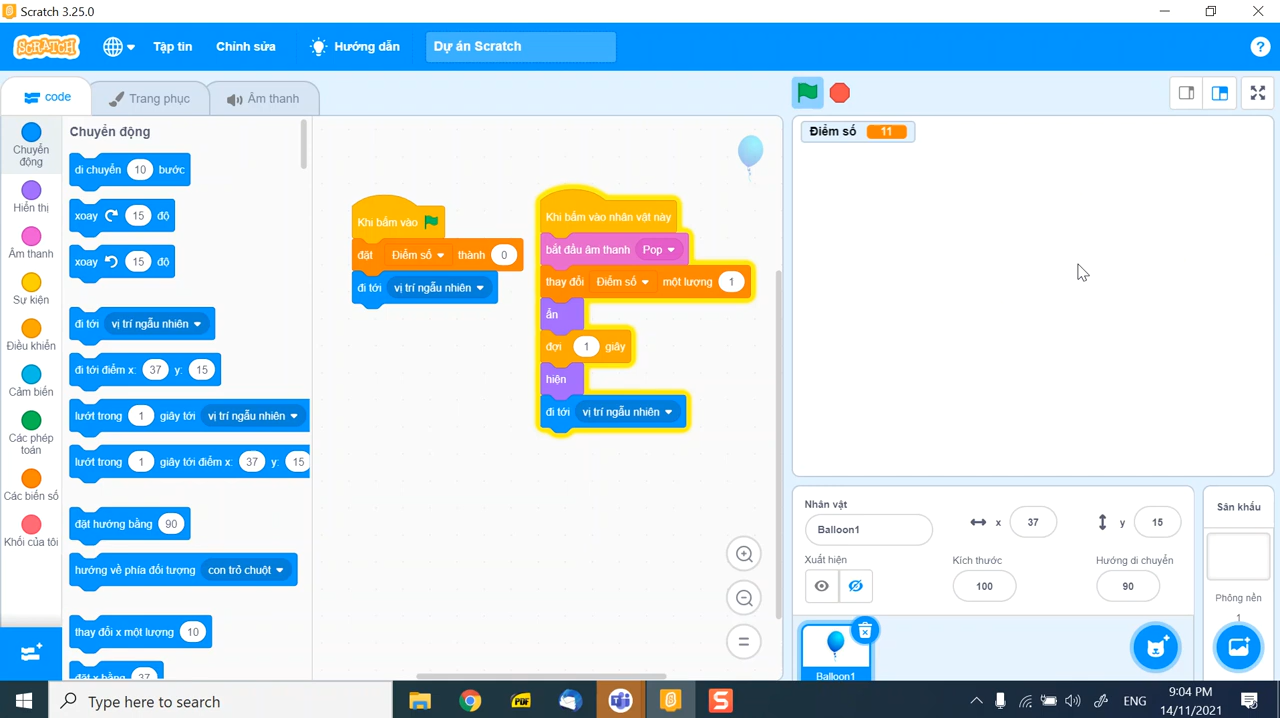 Scratch 3.25.0
SCRATCH
Tập tin
Chỉnh sửa
Hướng dẫn
Dự án Scratch
?
code
Trang phục
Âm thanh
Chuyển động
Hiển thị
Âm thanh
Sự kiện
Điều khiển
Cảm biến
Các phép toán
Các biến số
Khối của tôi
Chuyển động
di chuyển 10 bước
xoay 15 độ
xoay 15 độ
đi tới vị trí ngẫu nhiên
đi tới điểm x: 37 y: 15
lướt trong 1 giây tới vị trí ngẫu nhiên
lướt trong 1 giây tới điểm x: 37 y: 15
đặt hướng bằng 90
hướng về phía đối tượng con trỏ chuột
thay đổi x một lượng 10
đặt x bằng 37
Khi bấm vào
đặt Điểm số thành 0
đi tới vị trí ngẫu nhiên
Khi bấm vào nhân vật này
bắt đầu âm thanh Pop
thay đổi Điểm số một lượng 1
ẩn
đợi 1 giây
hiện
đi tới vị trí ngẫu nhiên
Điểm số 11
Nhân vật
Balloon1
x 37
y 15
Xuất hiện
Kích thước
100
Hướng di chuyển
90
Balloon1
Sân khấu
Phông nền
1
Type here to search
PDF
S
ENG
9:04 PM
14/11/2021